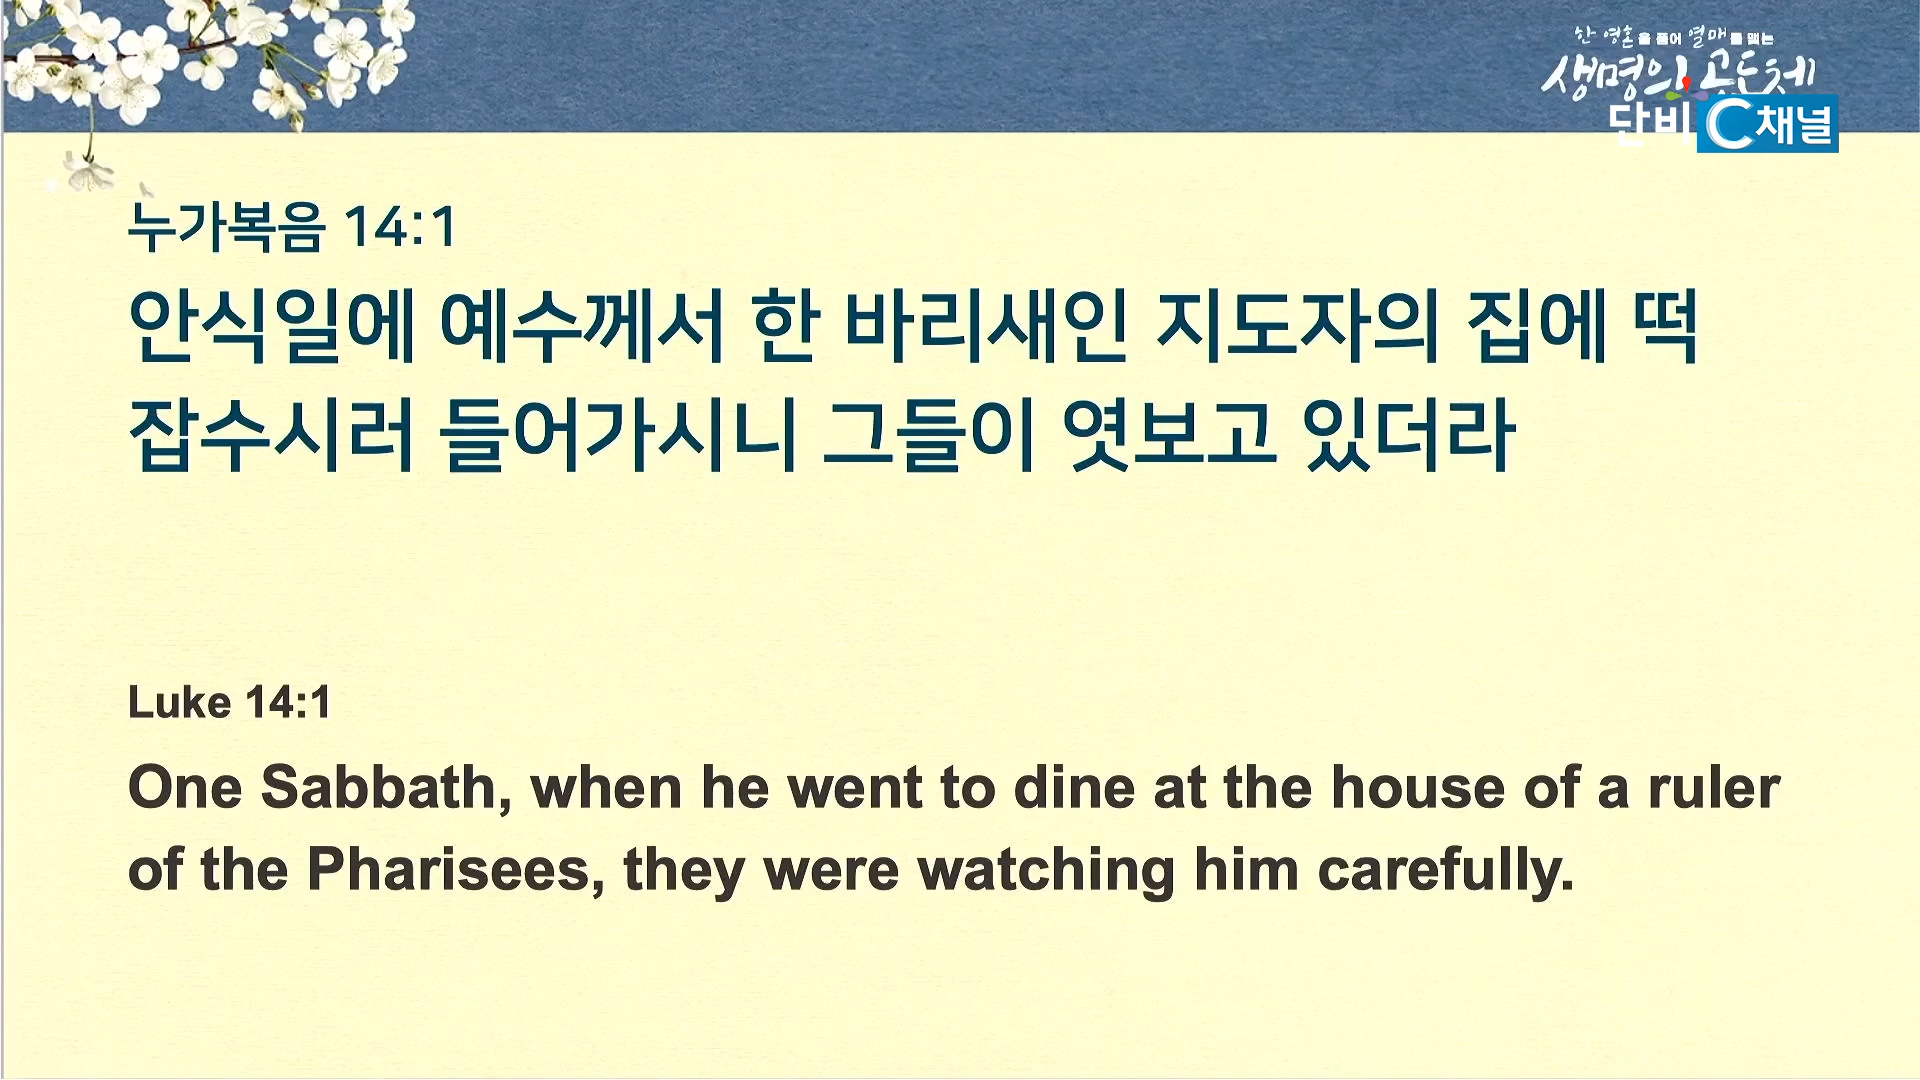 한 영혼을 품어 열매를 맺는
생명의 공동체
단비 C채널
누가복음 14:1
안식일에 예수께서 한 바리새인 지도자의 집에 떡
잡수시러 들어가시니 그들이 엿보고 있더라
Luke 14:1
One Sabbath, when he went to dine at the house of a ruler
of the Pharisees, they were watching him carefully.